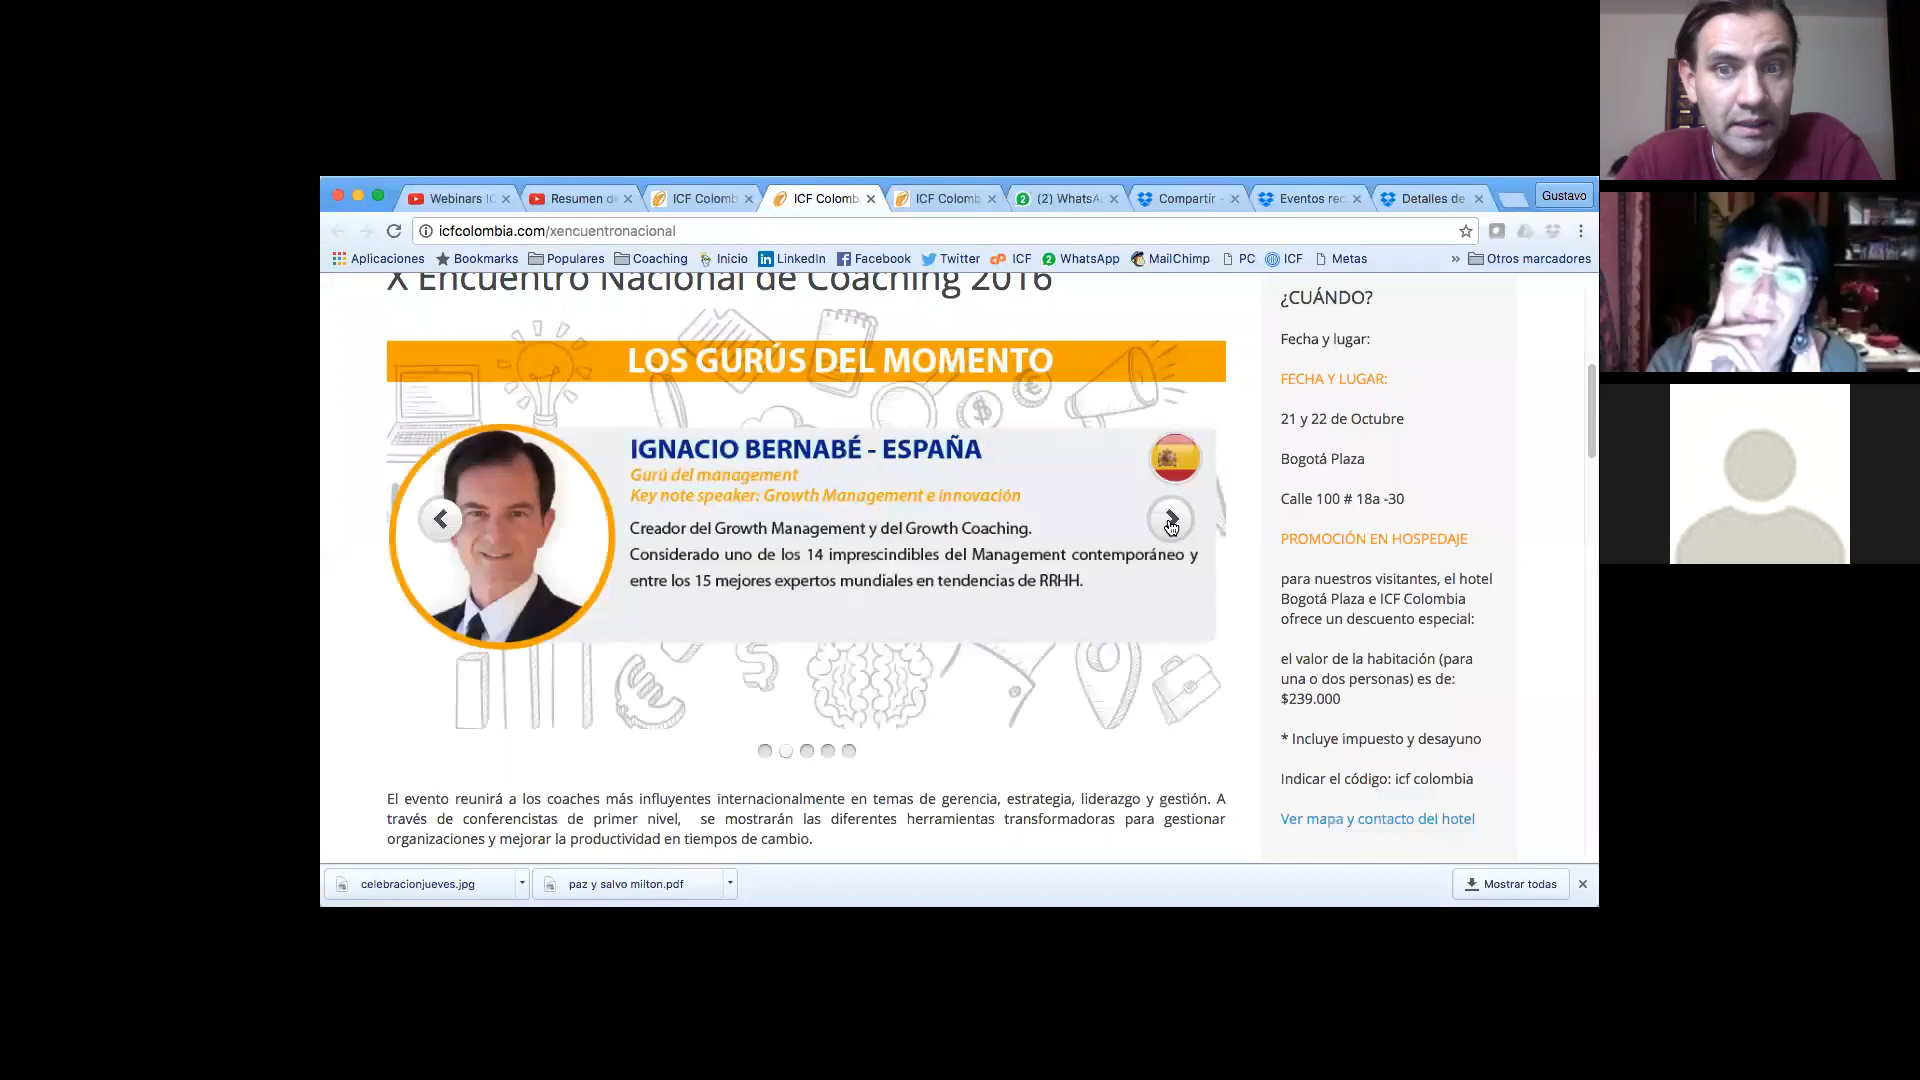 Webinars IC
Resumen de
ICF Colomb
ICF Colomb
ICF Colomb
(2) WhatsA
Compartir -
Eventos rec
Detalles de
Gustavo
icfcolombia.com/xencuentronacional
Aplicaciones
Bookmarks
Populares
Coaching
Inicio
LinkedIn
Facebook
Twitter
ICF
WhatsApp
MailChimp
PC
ICF
Metas
»
Otros marcadores
X Encuentro Nacional de Coaching 2016
LOS GURÚS DEL MOMENTO
IGNACIO BERNABÉ - ESPAÑA
Gurú del management
Key note speaker: Growth Management e innovación
Creador del Growth Management y del Growth Coaching.
Considerado uno de los 14 imprescindibles del Management contemporáneo y
entre los 15 mejores expertos mundiales en tendencias de RRHH.
El evento reunirá a los coaches más influyentes internacionalmente en temas de gerencia, estrategia, liderazgo y gestión. A
través de conferencistas de primer nivel, se mostrarán las diferentes herramientas transformadoras para gestionar
organizaciones y mejorar la productividad en tiempos de cambio.
¿CUÁNDO?
Fecha y lugar:
FECHA Y LUGAR:
21 y 22 de Octubre
Bogotá Plaza
Calle 100 # 18a -30
PROMOCIÓN EN HOSPEDAJE
para nuestros visitantes, el hotel
Bogotá Plaza e ICF Colombia
ofrece un descuento especial:
el valor de la habitación (para
una o dos personas) es de:
$239.000
* Incluye impuesto y desayuno
Indicar el código: icf colombia
Ver mapa y contacto del hotel
celebracionjueves.jpg
paz y salvo milton.pdf
Mostrar todas